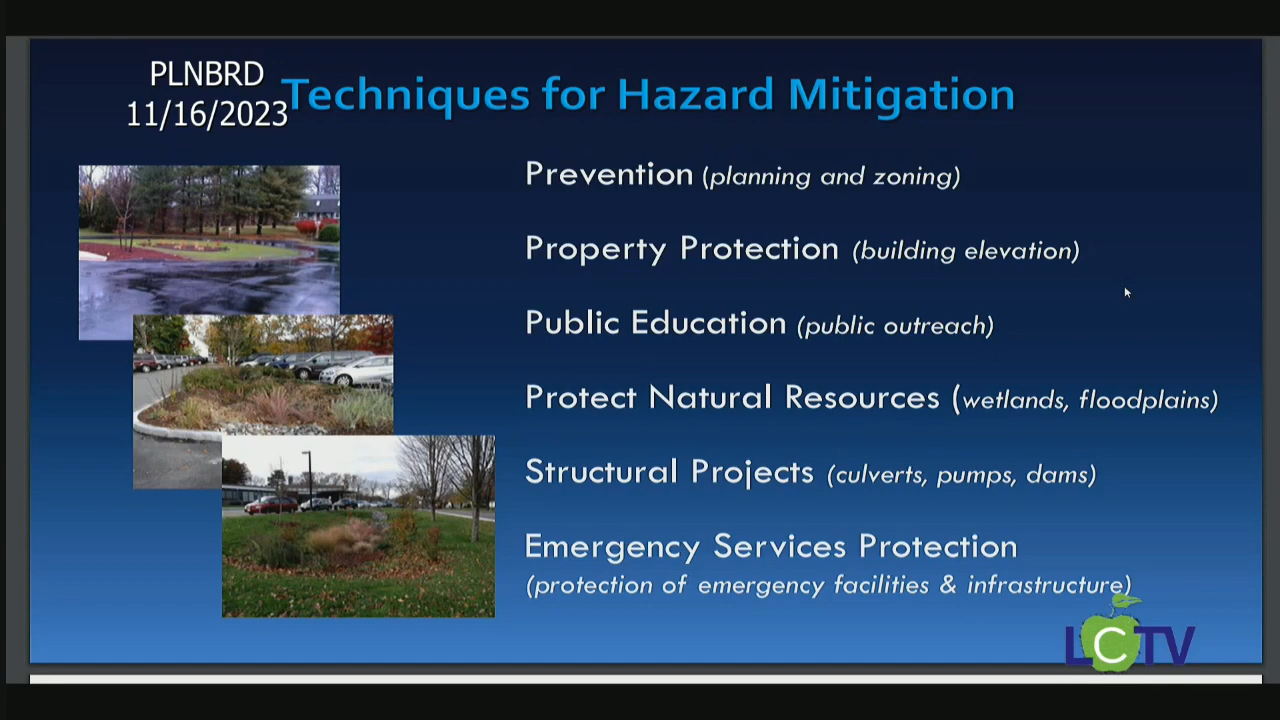 PLNBRD
11/16/2023
Techniques for Hazard Mitigation
Prevention (planning and zoning)
Property Protection (building elevation)
Public Education (public outreach)
Protect Natural Resources (wetlands, floodplains)
Structural Projects (culverts, pumps, dams)
Emergency Services Protection
(protection of emergency facilities & infrastructure)
LCTV